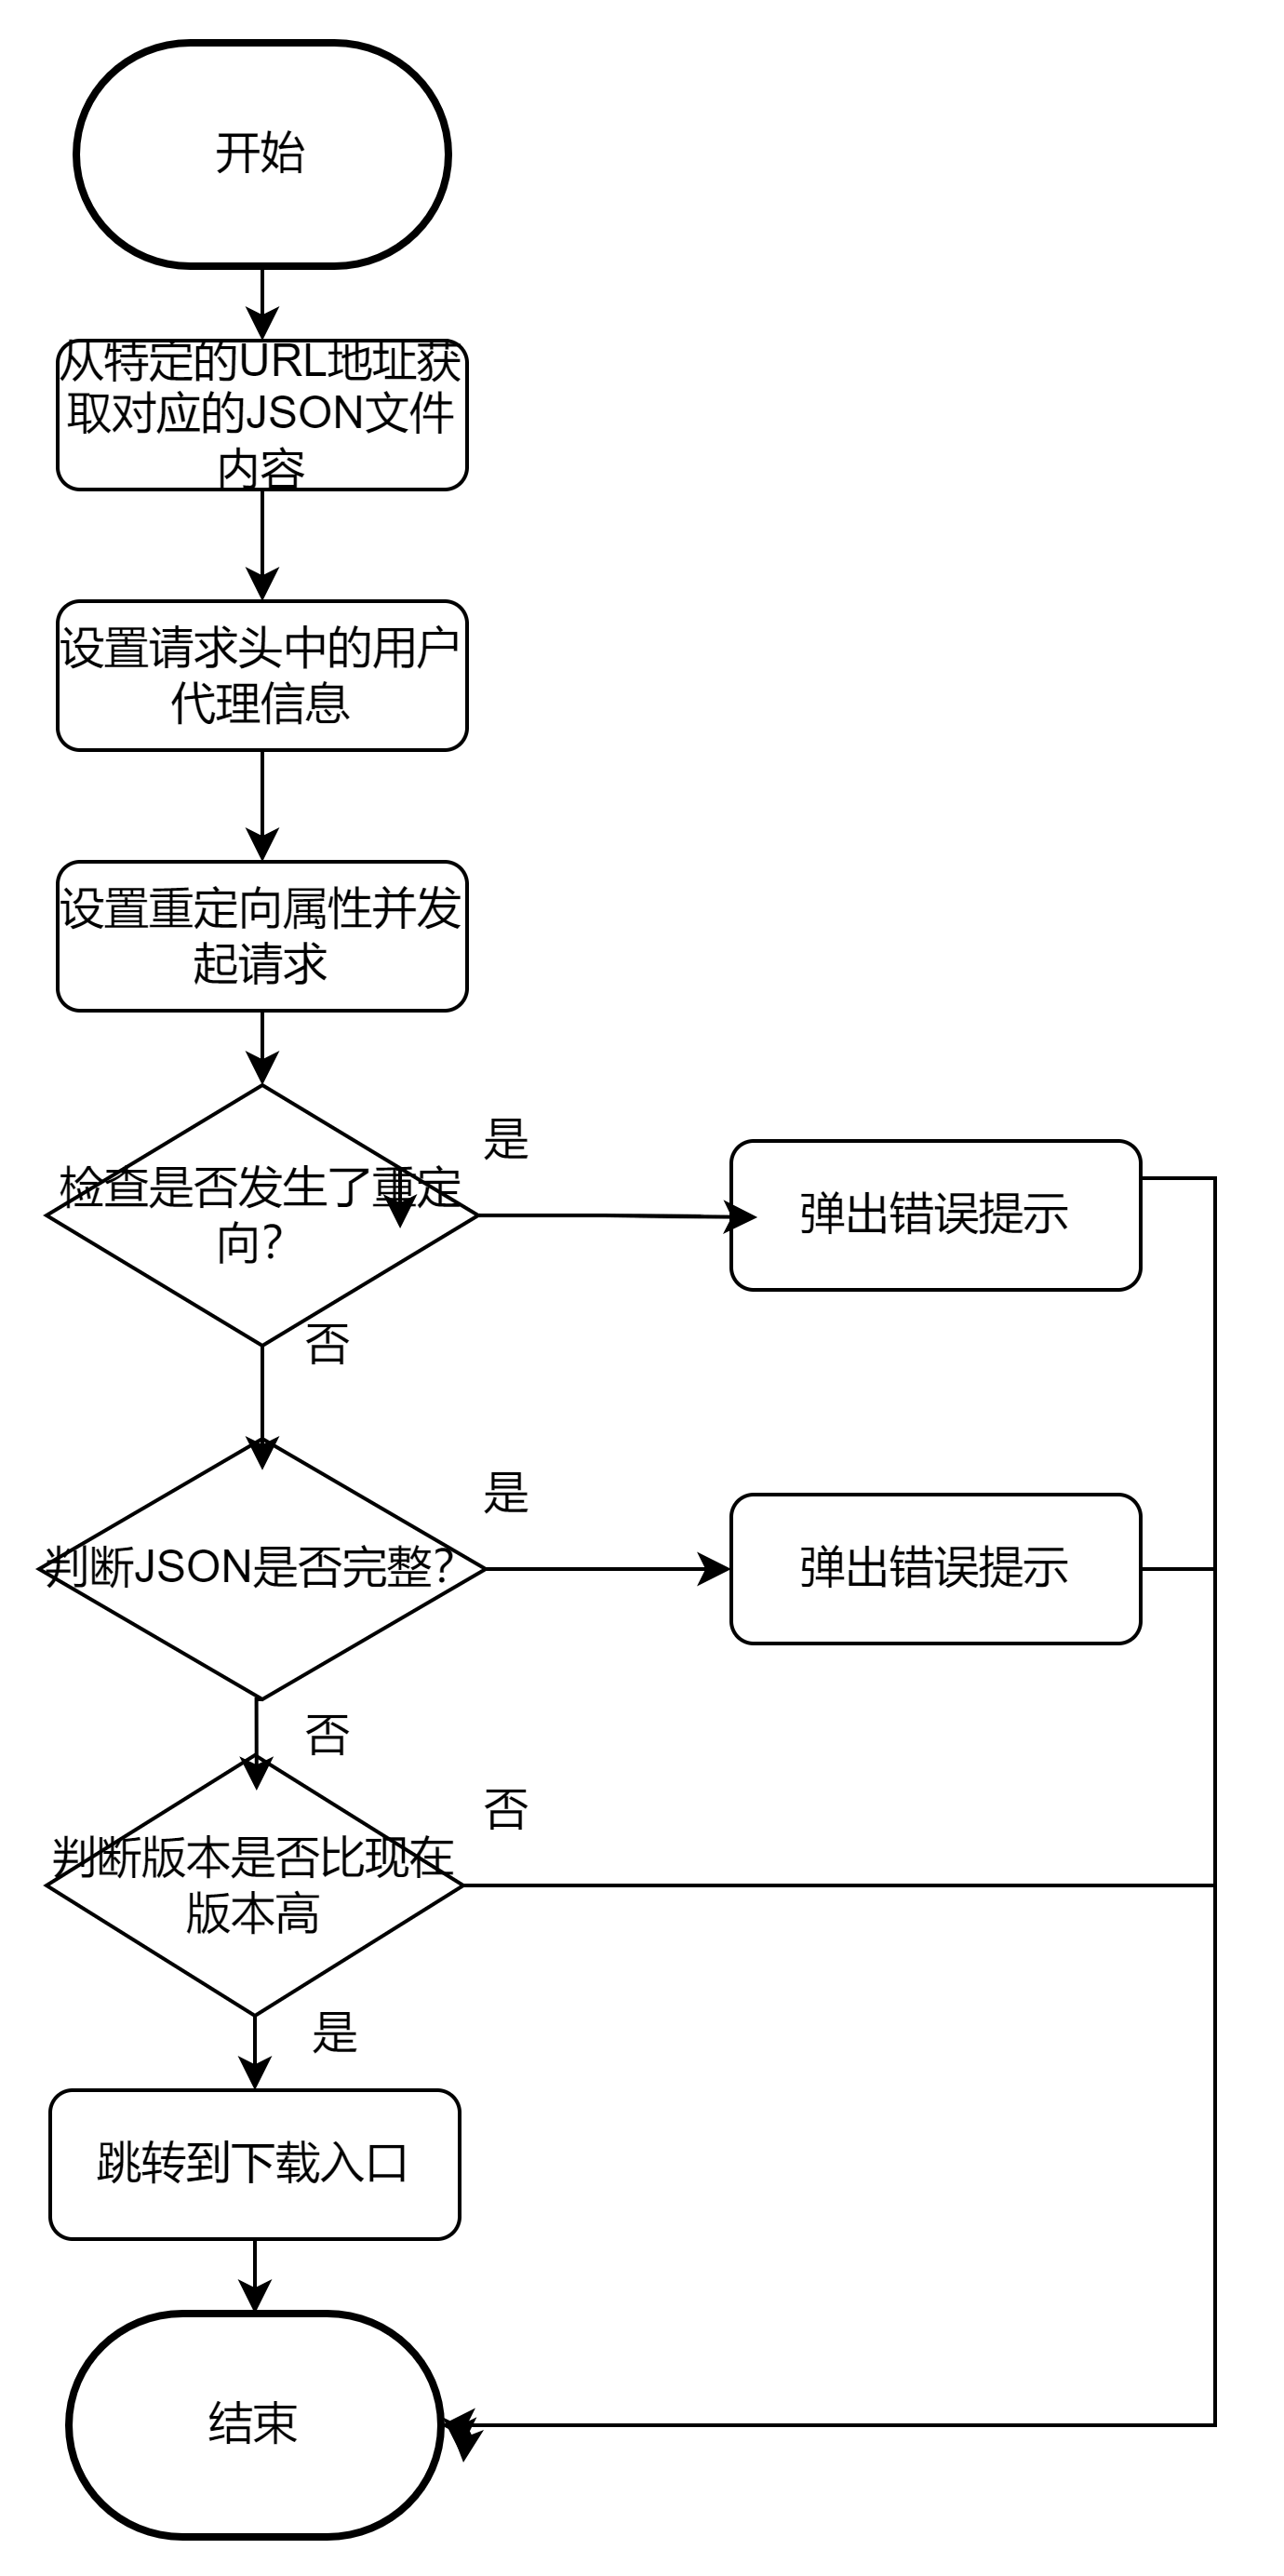 开始
从特定的URL地址获
取对应的JSON文件
内容
设置请求头中的用户
代理信息
设置重定向属性并发
起请求
检查是否发生了重定
向?
是
弹出错误提示
否
判断JSON是否完整?
是
弹出错误提示
否
判断版本是否比现在
版本高
否
是
跳转到下载入口
结束